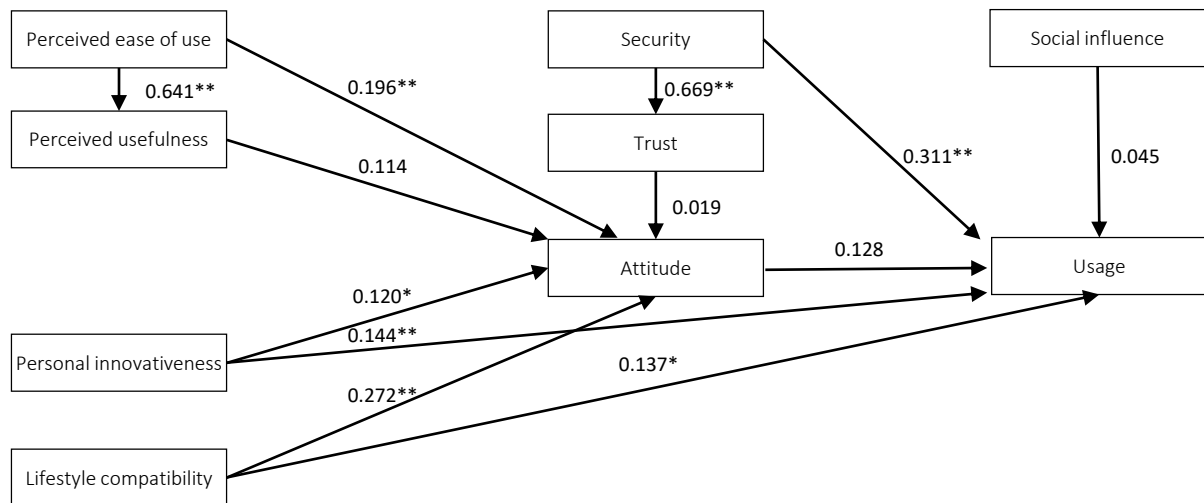 Perceived ease of use
Security
Social influence
0.641**
0.196**
0.669**
Perceived usefulness
Trust
0.114
0.311**
0.045
0.019
Attitude
0.128
Usage
0.120*
0.144**
Personal innovativeness
0.137*
0.272**
Lifestyle compatibility